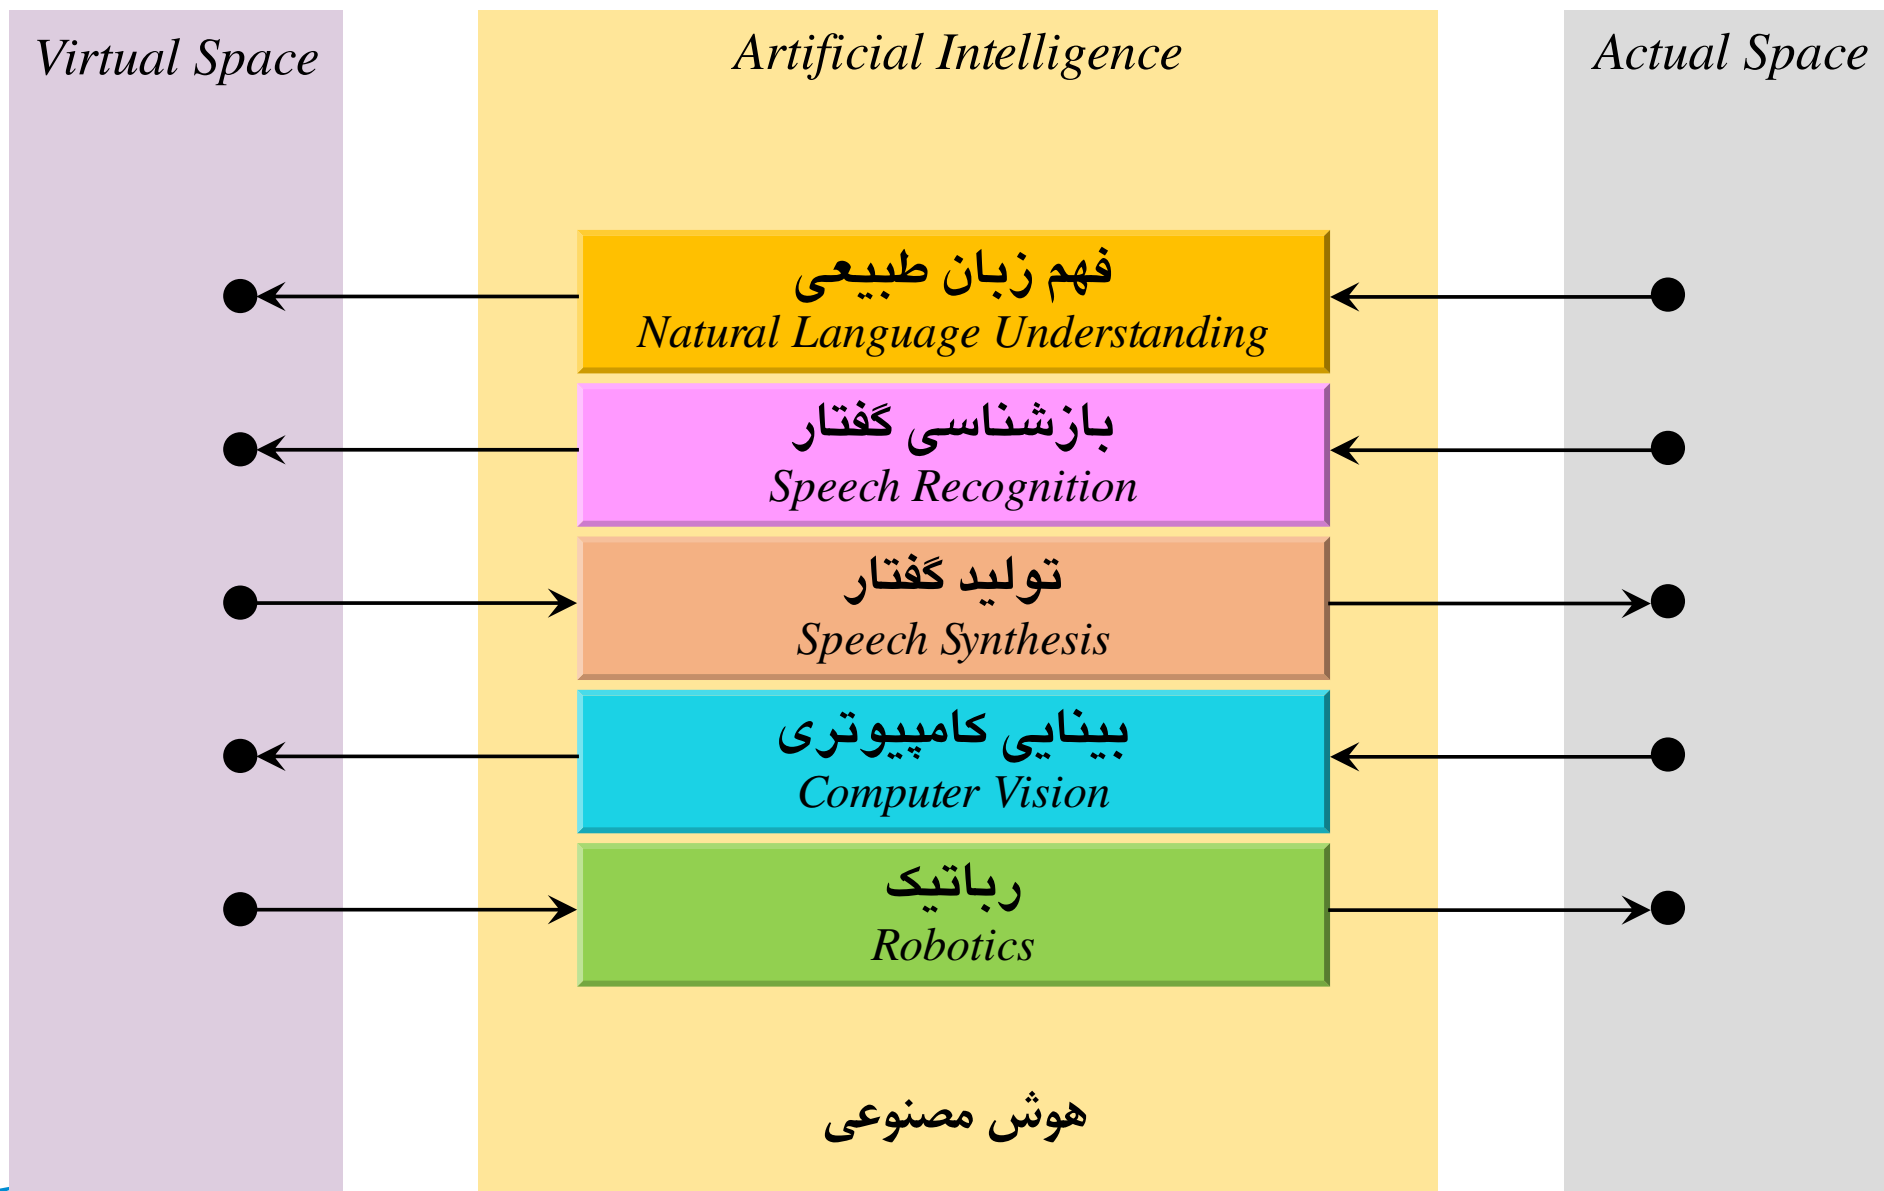 Virtual Space
Artificial Intelligence
Actual Space
فهم زبان طبیعی
Natural Language Understanding
بازشناسی گفتار
Speech Recognition
تولید گفتار
Speech Synthesis
بینایی کامپیوتری
Computer Vision
رباتیک
Robotics
هوش مصنوعی